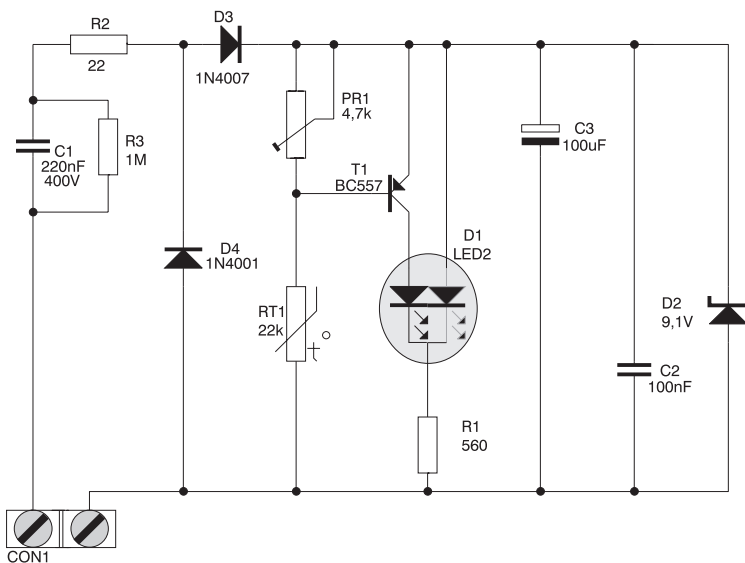 R2
22
D3
1N4007
PR1
4,7k
C3
100uF
C1
220nF
400V
R3
1M
T1
BC557
D1
LED2
D4
1N4001
RT1
22k
t°
D2
9,1V
C2
100nF
R1
560
CON1